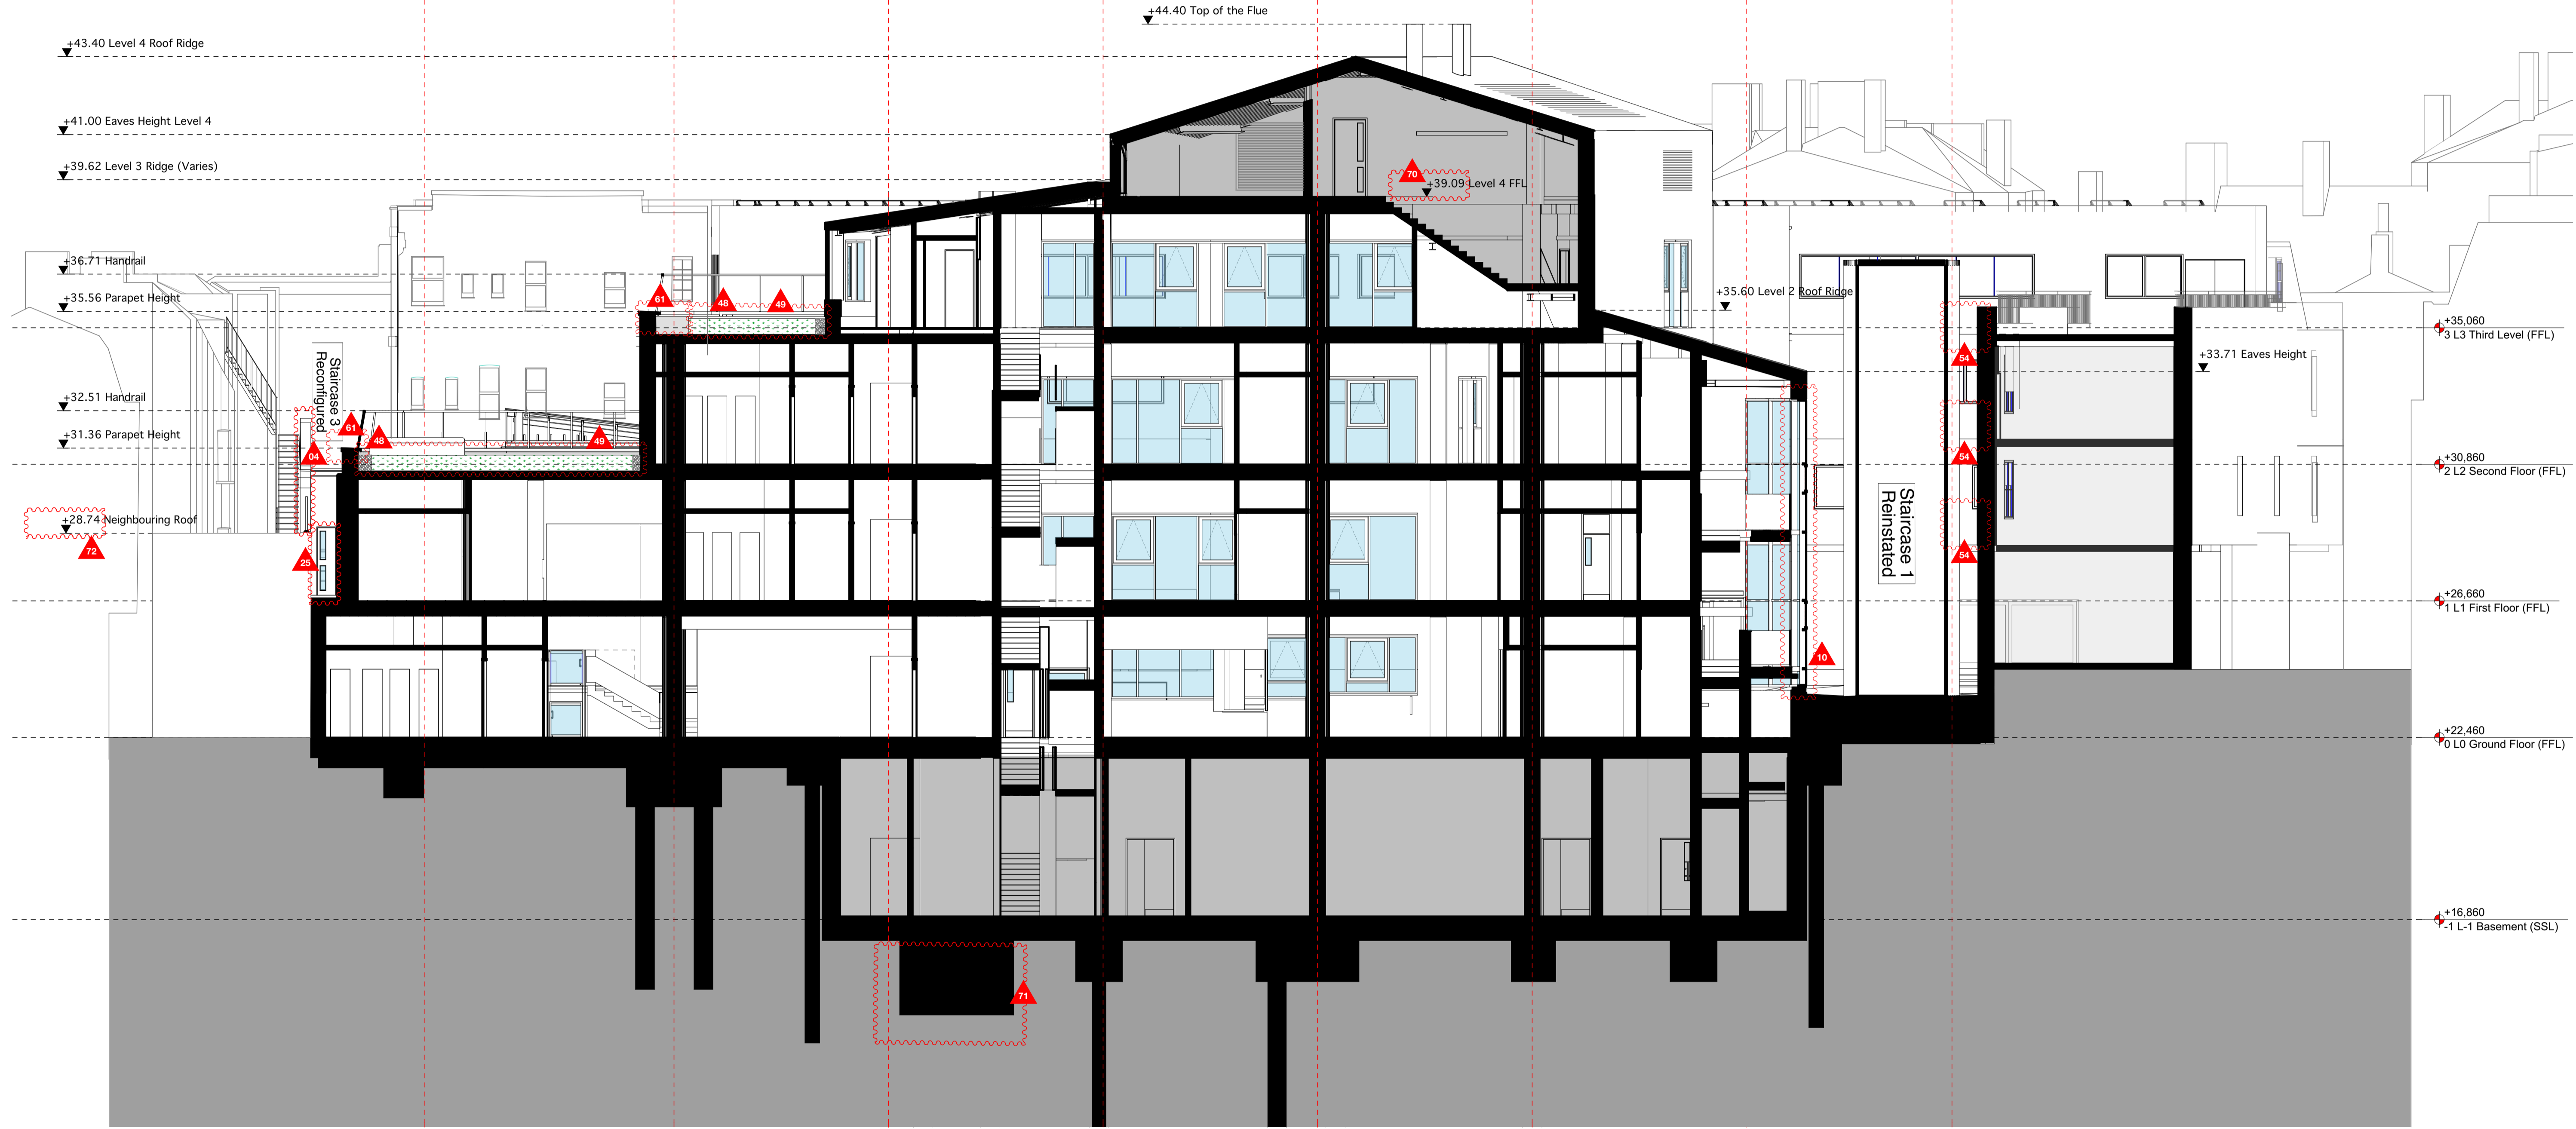 +44.40 Top of the Flue
+43.40 Level 4 Roof Ridge
+41.00 Eaves Height Level 4
+39.62 Level 3 Ridge (Varies)
70
+39.09 Level 4 FFL
+36.71 Handrail
+35.56 Parapet Height
61
48
49
+35.60 Level 2 Roof Ridge
+35,060
3 L3 Third Level (FFL)
54
+33.71 Eaves Height
Staircase 3
Reconfigured
+32.51 Handrail
+31.36 Parapet Height
61
48
49
04
54
+30,860
2 L2 Second Floor (FFL)
Staircase 1
Reinstated
+28.74 Neighbouring Roof
72
25
54
+26,660
1 L1 First Floor (FFL)
10
+22,460
0 L0 Ground Floor (FFL)
+16,860
-1 L-1 Basement (SSL)
71